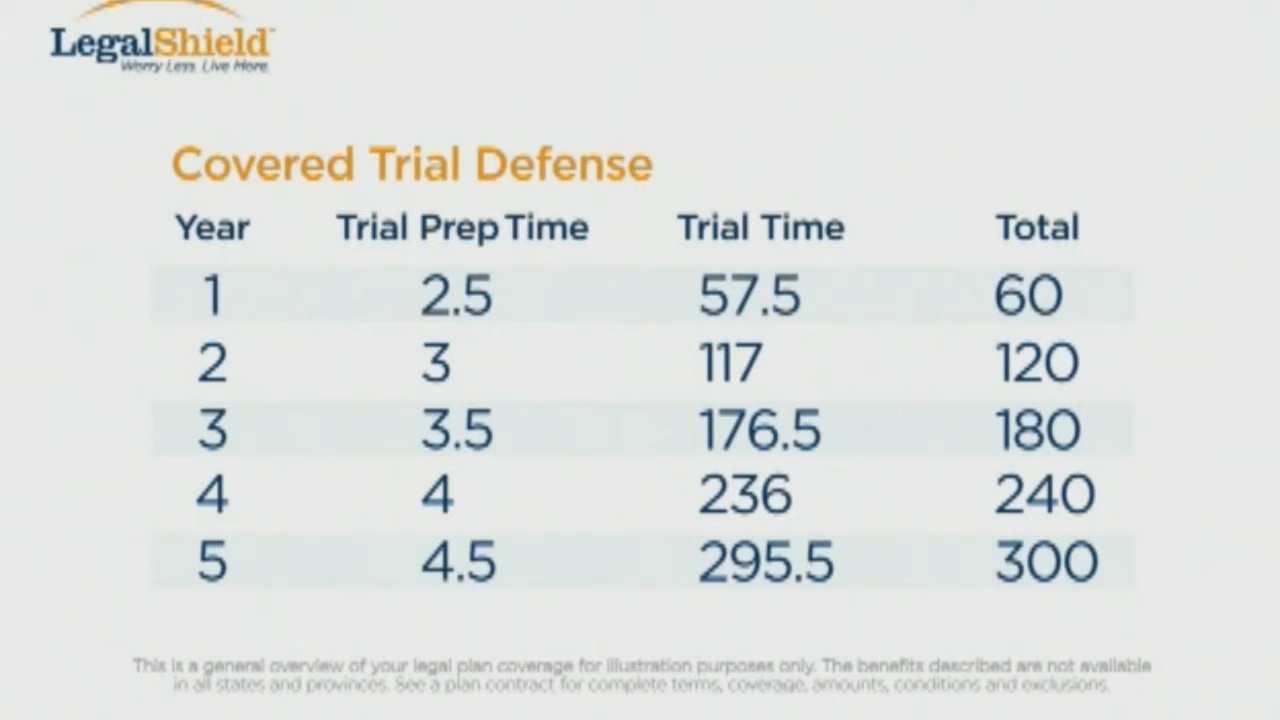 LegalShield™
Worry Less. Live More.
Covered Trial Defense
Year Trial Prep Time Trial Time Total
1 2.5 57.5 60
2 3 117 120
3 3.5 176.5 180
4 4 236 240
5 4.5 295.5 300
This is a general overview of your legal plan coverage for illustration purposes only. The benefits described are not available
in all states and provinces. See a plan contract for complete terms, coverage, amounts, conditions and exclusions.